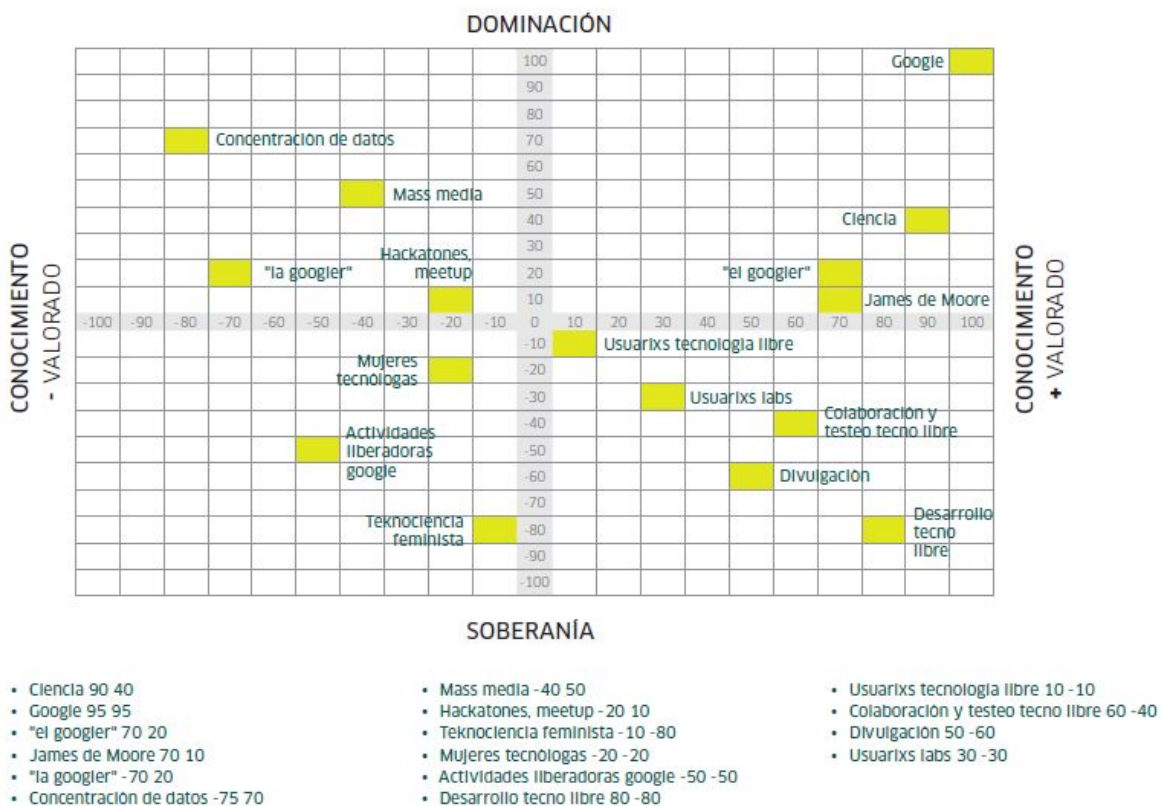 DOMINACIÓN
100
Google
90
80
Concentración de datos
70
60
Mass media
50
Ciencia
40
30
Hackatones,
meetup
"la googler"
20
"el googler"
10
James de Moore
-100 -90 -80 -70 -60 -50 -40 -30 -20 -10 0 10 20 30 40 50 60 70 80 90 100
-10
Usuarixs tecnología libre
Mujeres
tecnólogas
-20
-30
Usuarixs labs
-40
Colaboración y
testeo tecno libre
Actividades
liberadoras
google
-50
-60
Divulgación
-70
Teknociencia
feminista
-80
Desarrollo
tecno
libre
-90
-100
CONOCIMIENTO
- VALORADO
CONOCIMIENTO
+ VALORADO
SOBERANÍA
• Ciencia 90 40
• Google 95 95
• "el googler" 70 20
• James de Moore 70 10
• "la googler" -70 20
• Concentración de datos -75 70
• Mass media -40 50
• Hackatones, meetup -20 10
• Teknociencia feminista -10 -80
• Mujeres tecnólogas -20 -20
• Actividades liberadoras google -50 -50
• Desarrollo tecno libre 80 -80
• Usuarixs tecnología libre 10 -10
• Colaboración y testeo tecno libre 60 -40
• Divulgación 50 -60
• Usuarixs labs 30 -30